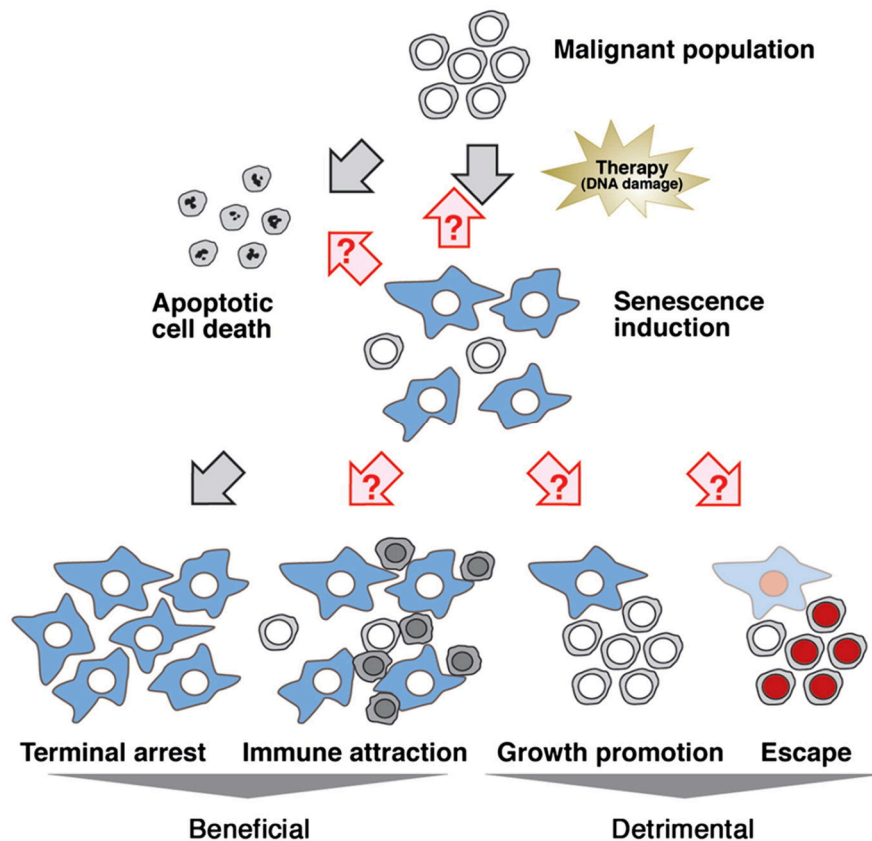 Malignant population
Therapy
(DNA damage)
?
?
Apoptotic
cell death
Senescence
induction
?
?
?
Terminal arrest
Immune attraction
Growth promotion
Escape
Beneficial
Detrimental